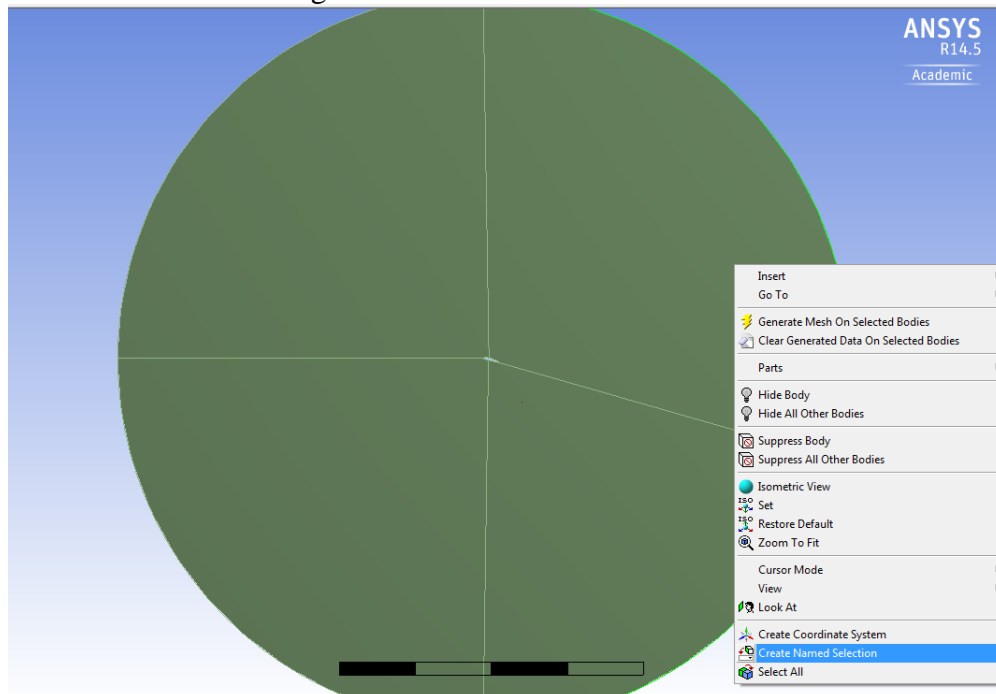 ANSYS
R14.5
Academic
Insert
Go To
Generate Mesh On Selected Bodies
Clear Generated Data On Selected Bodies
Parts
Hide Body
Hide All Other Bodies
Suppress Body
Suppress All Other Bodies
Isometric View
ISO Set
ISO Restore Default
Zoom To Fit
Cursor Mode
View
Look At
Create Coordinate System
Create Named Selection
Select All